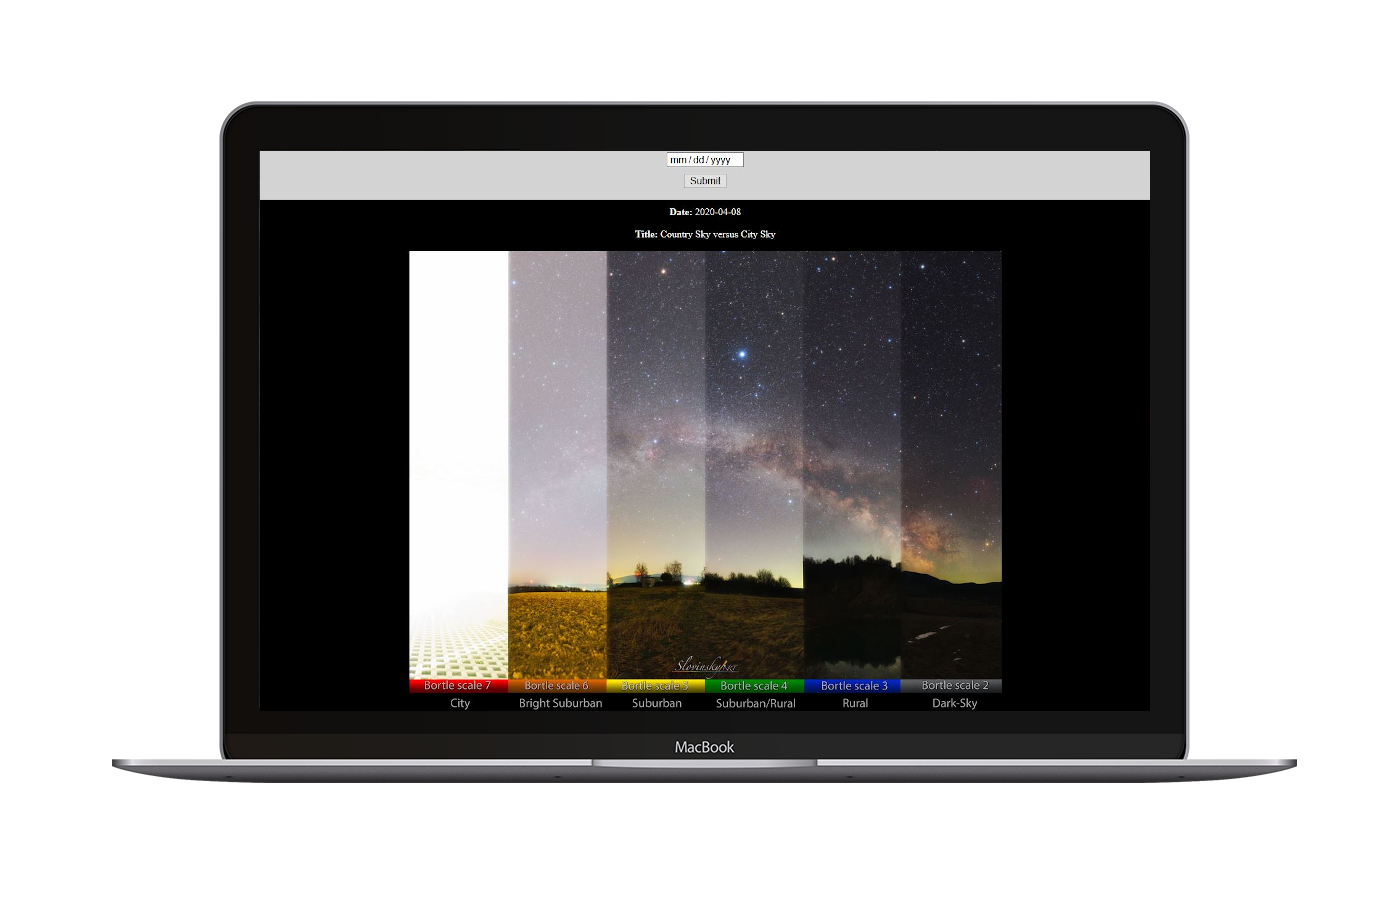 mm / dd / yyyy
Submit
Date: 2020-04-08
Title: Country Sky versus City Sky
Slovinsky
Bortle scale 7 Bortle scale 6 Bortle scale 5 Bortle scale 4 Bortle scale 3 Bortle scale 2
City Bright Suburban Suburban Suburban/Rural Rural Dark-Sky
MacBook